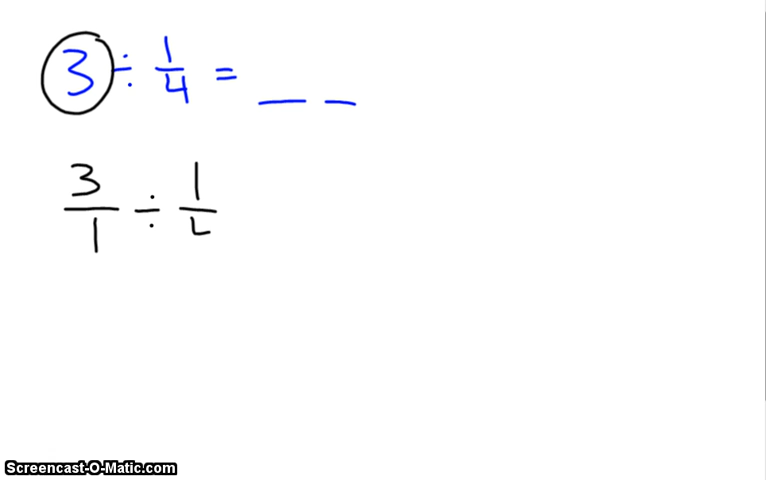 3 ÷ 1/4 = __ __
3/1 ÷ 1/
Screencast-O-Matic.com